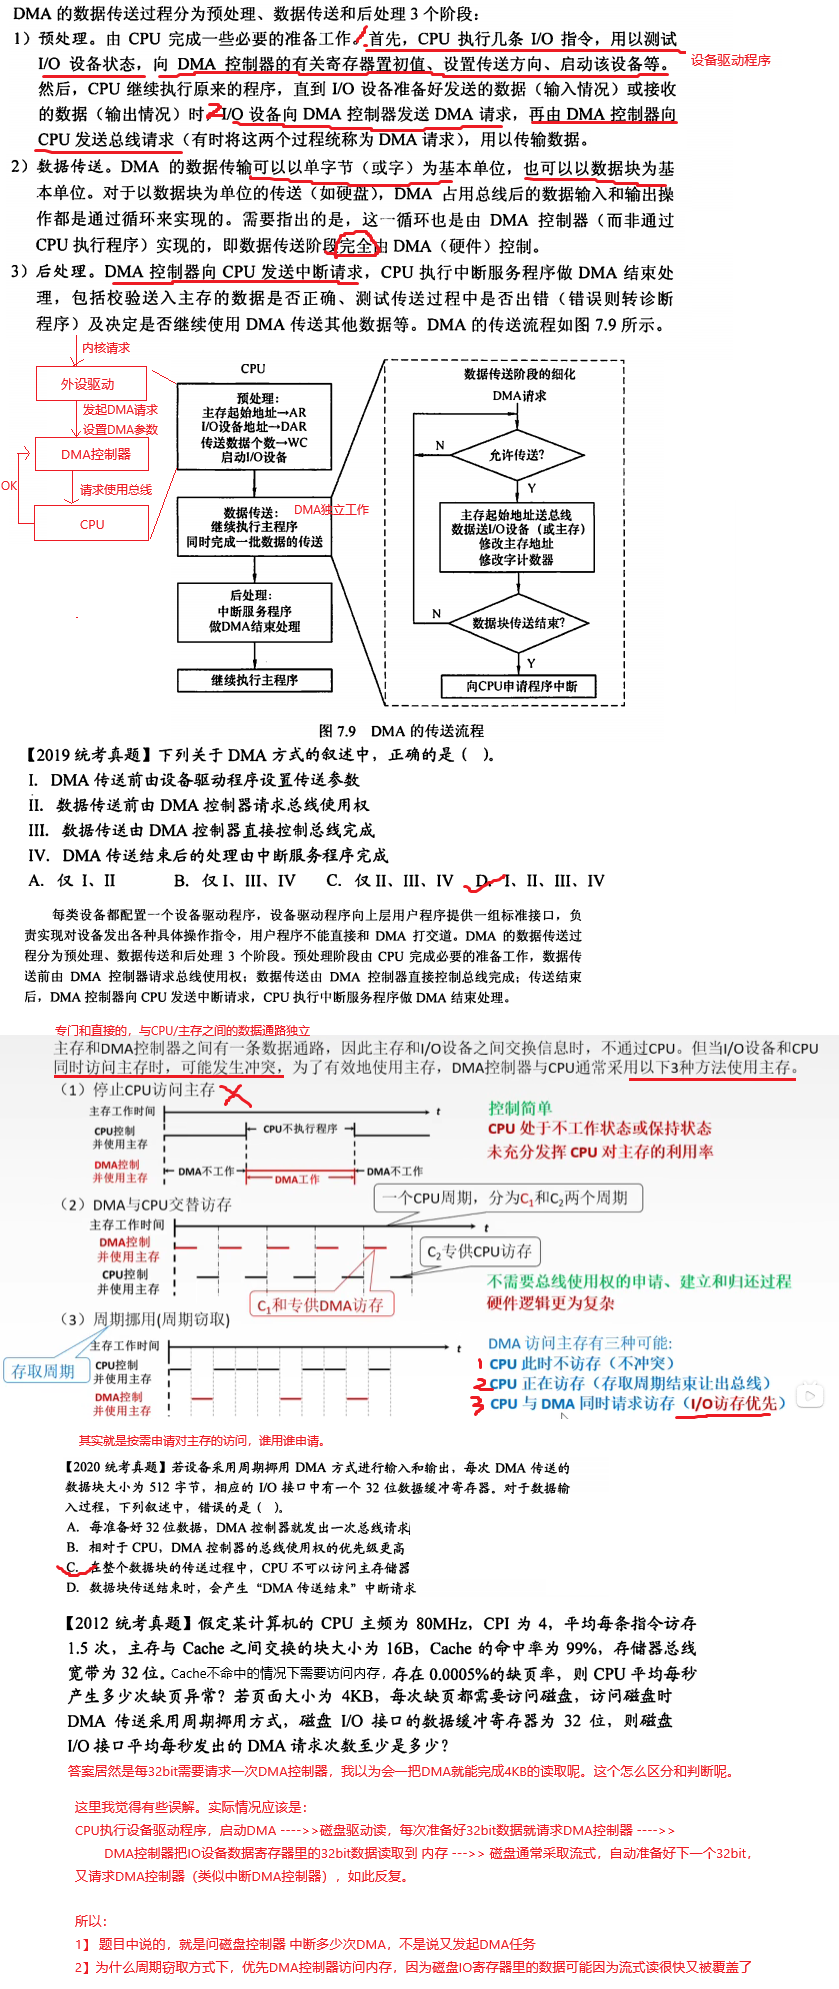 DMA 的数据传送过程分为预处理、数据传送和后处理 3 个阶段：
1）预处理。由 CPU 完成一些必要的准备工作。首先，CPU 执行几条 I/O 指令，用以测试
I/O 设备状态，向 DMA 控制器的有关寄存器置初值、设置传送方向、启动该设备等。
设备驱动程序
然后，CPU 继续执行原来的程序，直到 I/O 设备准备好发送的数据（输入情况）或接收
的数据（输出情况）时 2 I/O 设备向 DMA 控制器发送 DMA 请求，再由 DMA 控制器向
CPU 发送总线请求（有时将这两个过程统称为 DMA 请求），用以传输数据。
2）数据传送。DMA 的数据传输可以以单字节（或字）为基本单位，也可以以数据块为基
本单位。对于以数据块为单位的传送（如硬盘），DMA 占用总线后的数据输入和输出操
作都是通过循环来实现的。需要指出的是，这一循环也是由 DMA 控制器（而非通过
CPU 执行程序）实现的，即数据传送阶段完全由 DMA（硬件）控制。
3）后处理。DMA 控制器向 CPU 发送中断请求，CPU 执行中断服务程序做 DMA 结束处
理，包括校验送入主存的数据是否正确、测试传送过程中是否出错（错误则转诊断
程序）及决定是否继续使用 DMA 传送其他数据等。DMA 的传送流程如图 7.9 所示。
内核请求
外设驱动
发起DMA请求
设置DMA参数
DMA控制器
请求使用总线
OK
CPU
CPU
预处理：
主存起始地址→AR
I/O设备地址→DAR
传送数据个数→WC
启动I/O设备
数据传送：
继续执行主程序
同时完成一批数据的传送
DMA独立工作
后处理：
中断服务程序
做DMA结束处理
继续执行主程序
数据传送阶段的细化
DMA请求
N
允许传送？
Y
主存起始地址送总线
数据送I/O设备（或主存）
修改主存地址
修改字计数器
N
数据块传送结束？
Y
向CPU申请程序中断
图 7.9 DMA 的传送流程
【2019 统考真题】下列关于 DMA 方式的叙述中，正确的是（ ）。
I. DMA 传送前由设备驱动程序设置传送参数
II. 数据传送前由 DMA 控制器请求总线使用权
III. 数据传送由 DMA 控制器直接控制总线完成
IV. DMA 传送结束后的处理由中断服务程序完成
A. 仅 I、II B. 仅 I、III、IV C. 仅 II、III、IV D. I、II、III、IV
每类设备都配置一个设备驱动程序，设备驱动程序向上层用户程序提供一组标准接口，负
责实现对设备发出各种具体操作指令，用户程序不能直接和 DMA 打交道。DMA 的数据传送过
程分为预处理、数据传送和后处理 3 个阶段。预处理阶段由 CPU 完成必要的准备工作，数据传
送前由 DMA 控制器请求总线使用权；数据传送由 DMA 控制器直接控制总线完成；传送结束
后，DMA 控制器向 CPU 发送中断请求，CPU 执行中断服务程序做 DMA 结束处理。
专门和直接的，与CPU/主存之间的数据通路独立
主存和DMA控制器之间有一条数据通路，因此主存和I/O设备之间交换信息时，不通过CPU。但当I/O设备和CPU
同时访问主存时，可能发生冲突，为了有效地使用主存，DMA控制器与CPU通常采用以下3种方法使用主存。
（1）停止CPU访问主存
主存工作时间
t
CPU控制
并使用主存
CPU不执行程序
DMA控制
并使用主存
DMA不工作
DMA工作
DMA不工作
控制简单
CPU 处于不工作状态或保持状态
未充分发挥 CPU 对主存的利用率
（2）DMA与CPU交替访存
一个CPU周期，分为C1和C2两个周期
主存工作时间
t
DMA控制
并使用主存
C2专供CPU访存
CPU控制
并使用主存
C1和专供DMA访存
不需要总线使用权的申请、建立和归还过程
硬件逻辑更为复杂
（3）周期挪用(周期窃取)
存取周期
主存工作时间
t
CPU控制
并使用主存
DMA控制
并使用主存
DMA 访问主存有三种可能:
1 CPU 此时不访存（不冲突）
2 CPU 正在访存（存取周期结束让出总线）
3 CPU 与 DMA 同时请求访存（I/O访存优先）
其实就是按需申请对主存的访问，谁用谁申请。
【2020 统考真题】若设备采用周期挪用 DMA 方式进行输入和输出，每次 DMA 传送的
数据块大小为 512 字节，相应的 I/O 接口中有一个 32 位数据缓冲寄存器。对于数据输
入过程，下列叙述中，错误的是（ ）。
A. 每准备好 32 位数据，DMA 控制器就发出一次总线请求
B. 相对于 CPU，DMA 控制器的总线使用权的优先级更高
C. 在整个数据块的传送过程中，CPU 不可以访问主存储器
D. 数据块传送结束时，会产生“DMA 传送结束”中断请求
【2012 统考真题】假定某计算机的 CPU 主频为 80MHz，CPI 为 4，平均每条指令访存
1.5 次，主存与 Cache 之间交换的块大小为 16B，Cache 的命中率为 99%，存储器总线
宽带为 32 位。Cache不命中的情况下需要访问内存，存在 0.0005%的缺页率，则 CPU 平均每秒
产生多少次缺页异常？若页面大小为 4KB，每次缺页都需要访问磁盘，访问磁盘时
DMA 传送采用周期挪用方式，磁盘 I/O 接口的数据缓冲寄存器为 32 位，则磁盘
I/O 接口平均每秒发出的 DMA 请求次数至少是多少？
答案居然是每32bit需要请求一次DMA控制器，我以为会一把DMA就能完成4KB的读取呢。这个怎么区分和判断呢。
这里我觉得有些误解。实际情况应该是：
CPU执行设备驱动程序，启动DMA ---->>磁盘驱动读，每次准备好32bit数据就请求DMA控制器 ---->>
DMA控制器把IO设备数据寄存器里的32bit数据读取到 内存 --->> 磁盘通常采取流式，自动准备好下一个32bit，
又请求DMA控制器（类似中断DMA控制器），如此反复。
所以：
1】 题目中说的，就是问磁盘控制器 中断多少次DMA，不是说又发起DMA任务
2】为什么周期窃取方式下，优先DMA控制器访问内存，因为磁盘IO寄存器里的数据可能因为流式读很快又被覆盖了